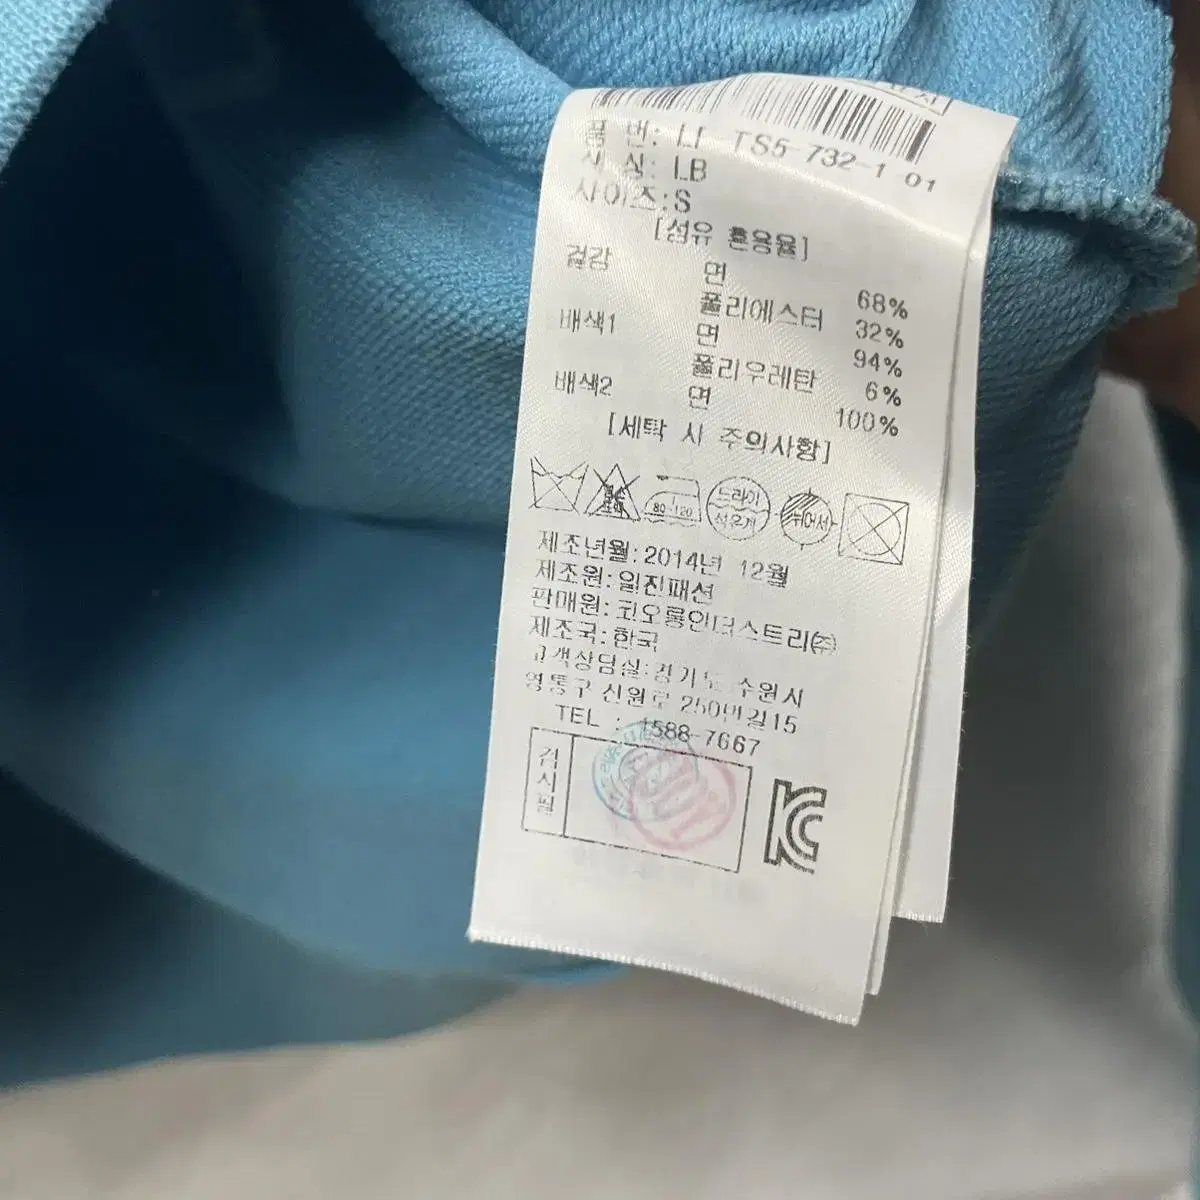 품 번: LF TS5-732-1 01
색 상: LB
사이즈:S
[섬유 혼용율]
겉감 면 68%
폴리에스터 32%
배색1 면 94%
폴리우레탄 6%
배색2 면 100%
[세탁 시 주의사항]
80~120 드라이 석유계 뉘어서
제조년월:2014년 12월
제조원:일진패션
판매원:코오롱인더스트리㈜
제조국:한국
고객상담실:경기도 수원시
영통구 신원로 250번길15
TEL : 1588-7667
검사필
KC